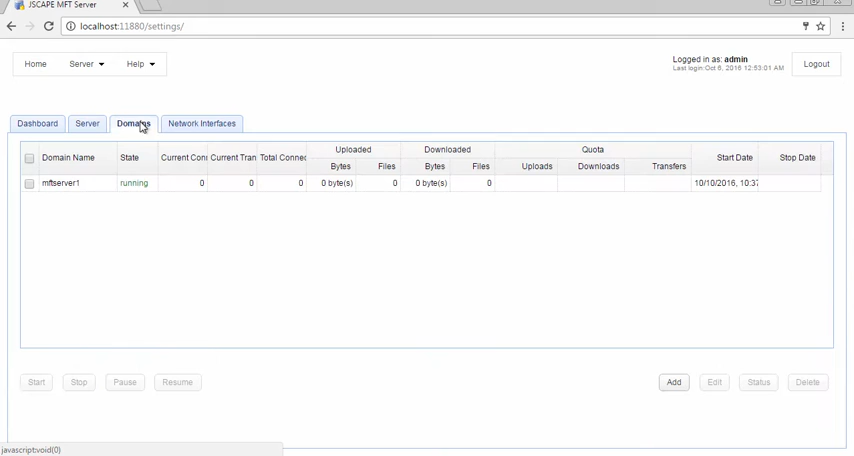 JSCAPE MFT Server
localhost:11880/settings/
Home Server Help
Logged in as: admin
Last login:Oct 6, 2016 12:53:01 AM
Logout
Dashboard Server Domains Network Interfaces
Uploaded Downloaded Quota
Domain Name State Current Conn Current Tran Total Connec Bytes Files Bytes Files Uploads Downloads Transfers Start Date Stop Date
mftserver1 running 0 0 0 0 byte(s) 0 0 byte(s) 0 10/10/2016, 10:37
Start Stop Pause Resume Add Edit Status Delete
javascript:void(0)